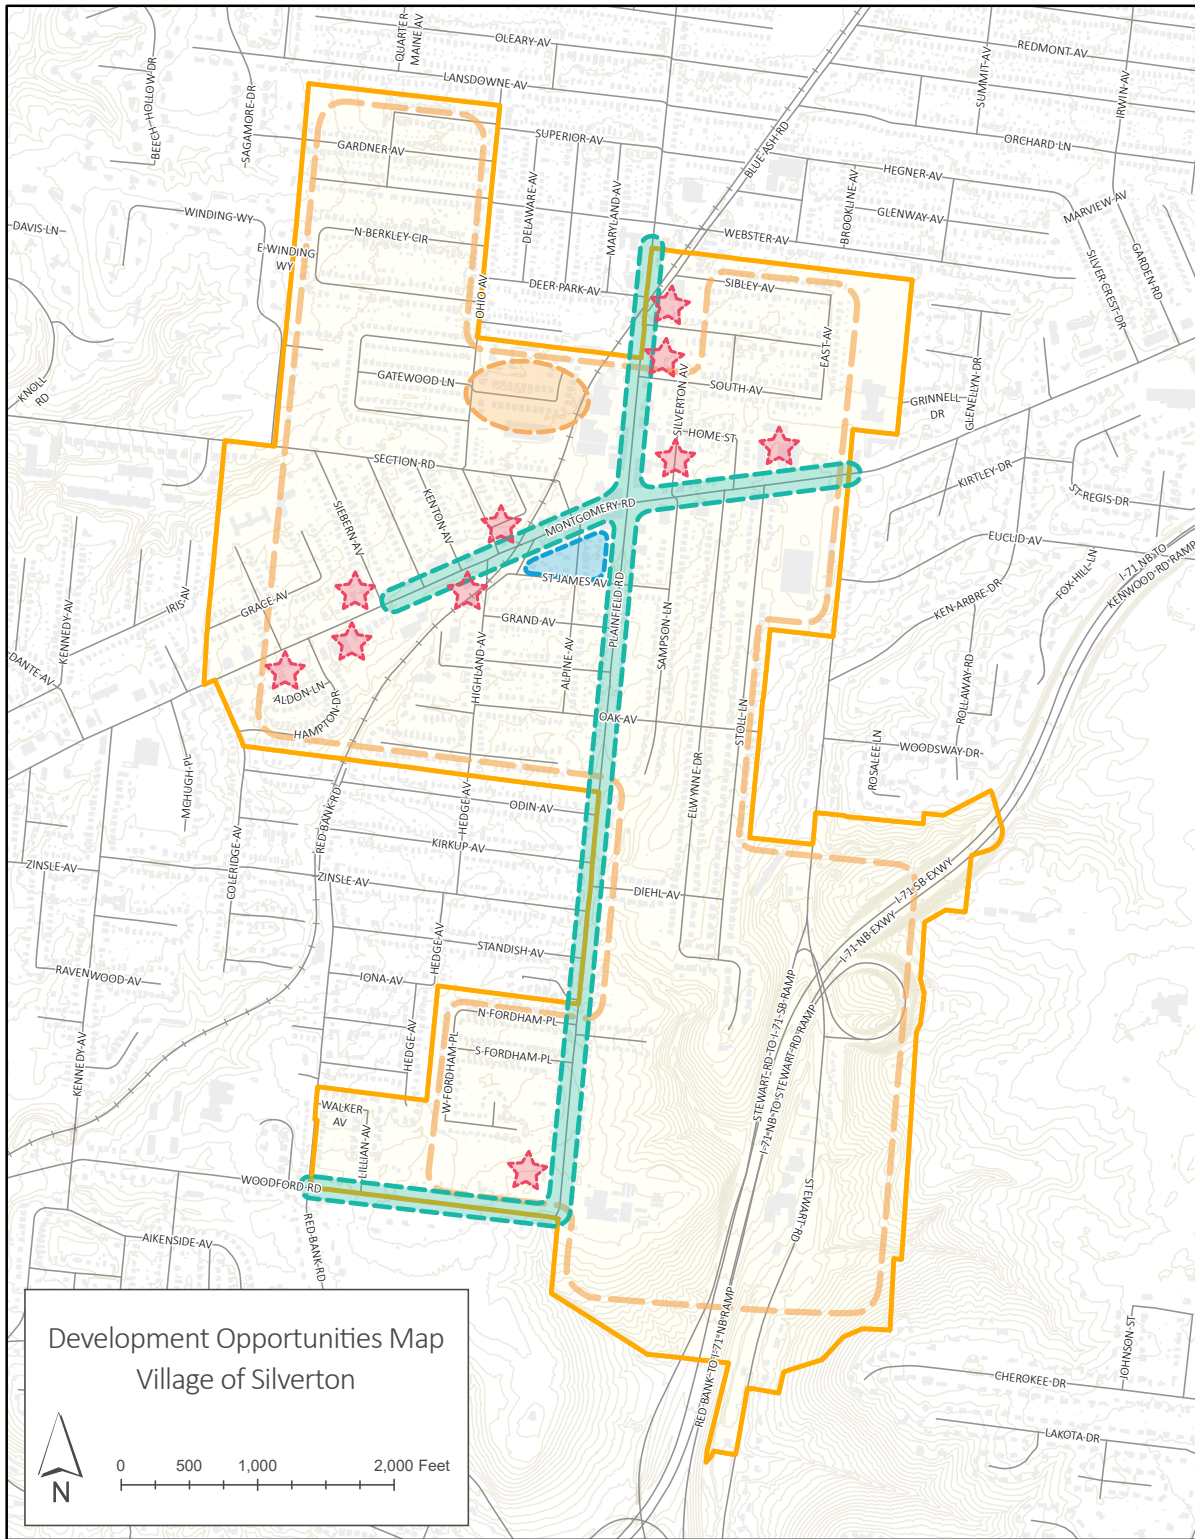 QUARTER
MAINE AV
OLEARY-AV
REDMONT-AV
LANSDOWNE-AV
BEECH-HOLLOW-DR
SAGAMORE-DR
SUMMIT-AV
IRWIN-AV
SUPERIOR-AV
GARDNER-AV
BLUE-ASH-RD
ORCHARD-LN
HEGNER-AV
DELAWARE-AV
MARYLAND-AV
BROOKLINE-AV
WINDING-WY
DAVIS-LN
GLENWAY-AV
MARVIEW-AV
N-BERKLEY-CIR
WEBSTER-AV
E-WINDING
WY
SILVER-CREST-DR
GARDEN-RD
DEER-PARK-AV
SIBLEY-AV
OHIO-AV
EAST-AV
KNOLL
RD
GATEWOOD-LN
SOUTH-AV
SILVERTON-AV
GRINNELL
DR
GLENELLYN-DR
HOME-ST
SECTION-RD
KIRTLEY-DR
ST-REGIS-DR
SIEBERN-AV
KENTON-AV
MONTGOMERY-RD
EUCLID-AV
I-71-NB-TO
KENWOOD-RD-RAMP
ST-JAMES-AV
FOX-HILL-LN
KEN-ARBRE-DR
IRIS-AV
GRACE-AV
KENNEDY-AV
PLAINFIELD-RD
GRAND-AV
SAMPSON-LN
DANTE-AV
HIGHLAND-AV
ALPINE-AV
ROLLAWAY-RD
ALDON-LN
HAMPTON-DR
OAK-AV
STOLL-LN
WOODSWAY-DR
ROSALEE-LN
MCHUGH-PL
RED-BANK-RD
HEDGE-AV
ODIN-AV
ELWYNNE-DR
KIRKUP-AV
COLERIDGE-AV
ZINSLE-AV
ZINSLE-AV
DIEHL-AV
I-71-SB-EXWY
I-71-NB-EXWY
HEDGE-AV
STANDISH-AV
RAVENWOOD-AV
IONA-AV
STEWART-RD-TO-I-71-SB-RAMP
I-71-NB-TO-STEWART-RD-RAMP
N-FORDHAM-PL
KENNEDY-AV
HEDGE-AV
S-FORDHAM-PL
W-FORDHAM-PL
WALKER
AV
LILLIAN-AV
WOODFORD-RD
STEWART-RD
RED-BANK-RD
AIKENSIDE-AV
RED-BANK-TO-I-71-NB-RAMP
JOHNSON-ST
CHEROKEE-DR
LAKOTA-DR
Development Opportunities Map
Village of Silverton
N
0 500 1,000 2,000 Feet